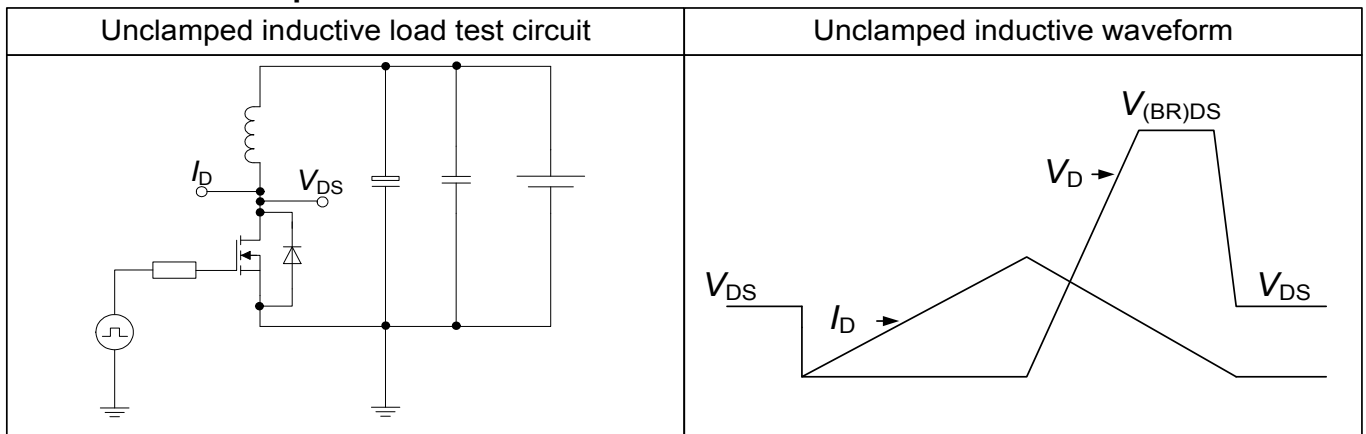 Unclamped inductive load test circuit
Unclamped inductive waveform
I_D
V_DS
V_(BR)DS
V_D
V_DS
I_D
V_DS